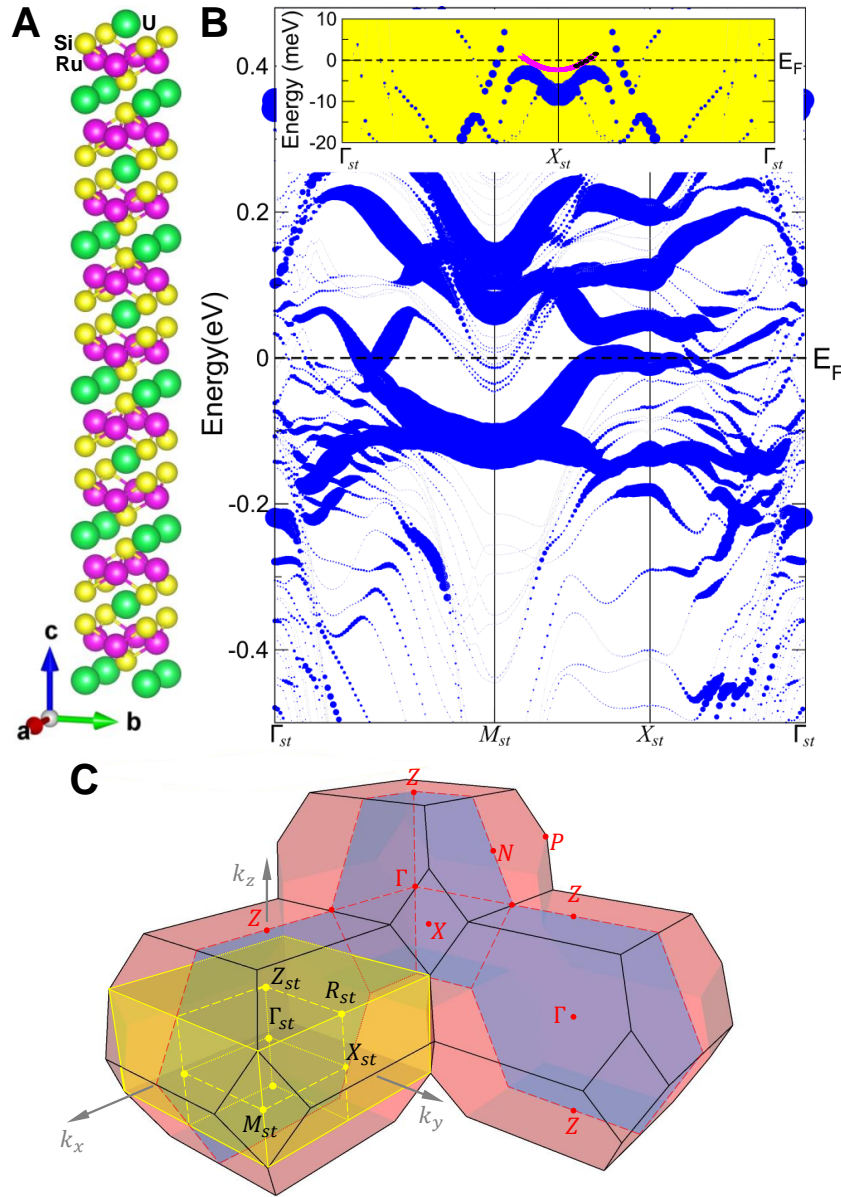 A
U
Si
Ru
c
a
b
B
Energy (meV)
10
0
-10
-20
E_F
Γ_st
X_st
Γ_st
Energy(eV)
0.4
0.2
0
-0.2
-0.4
E_F
Γ_st
M_st
X_st
Γ_st
C
Z
N
P
k_z
Γ
Z
Z
X
Z_st
R_st
Γ_st
Γ
X_st
k_x
M_st
k_y
Z